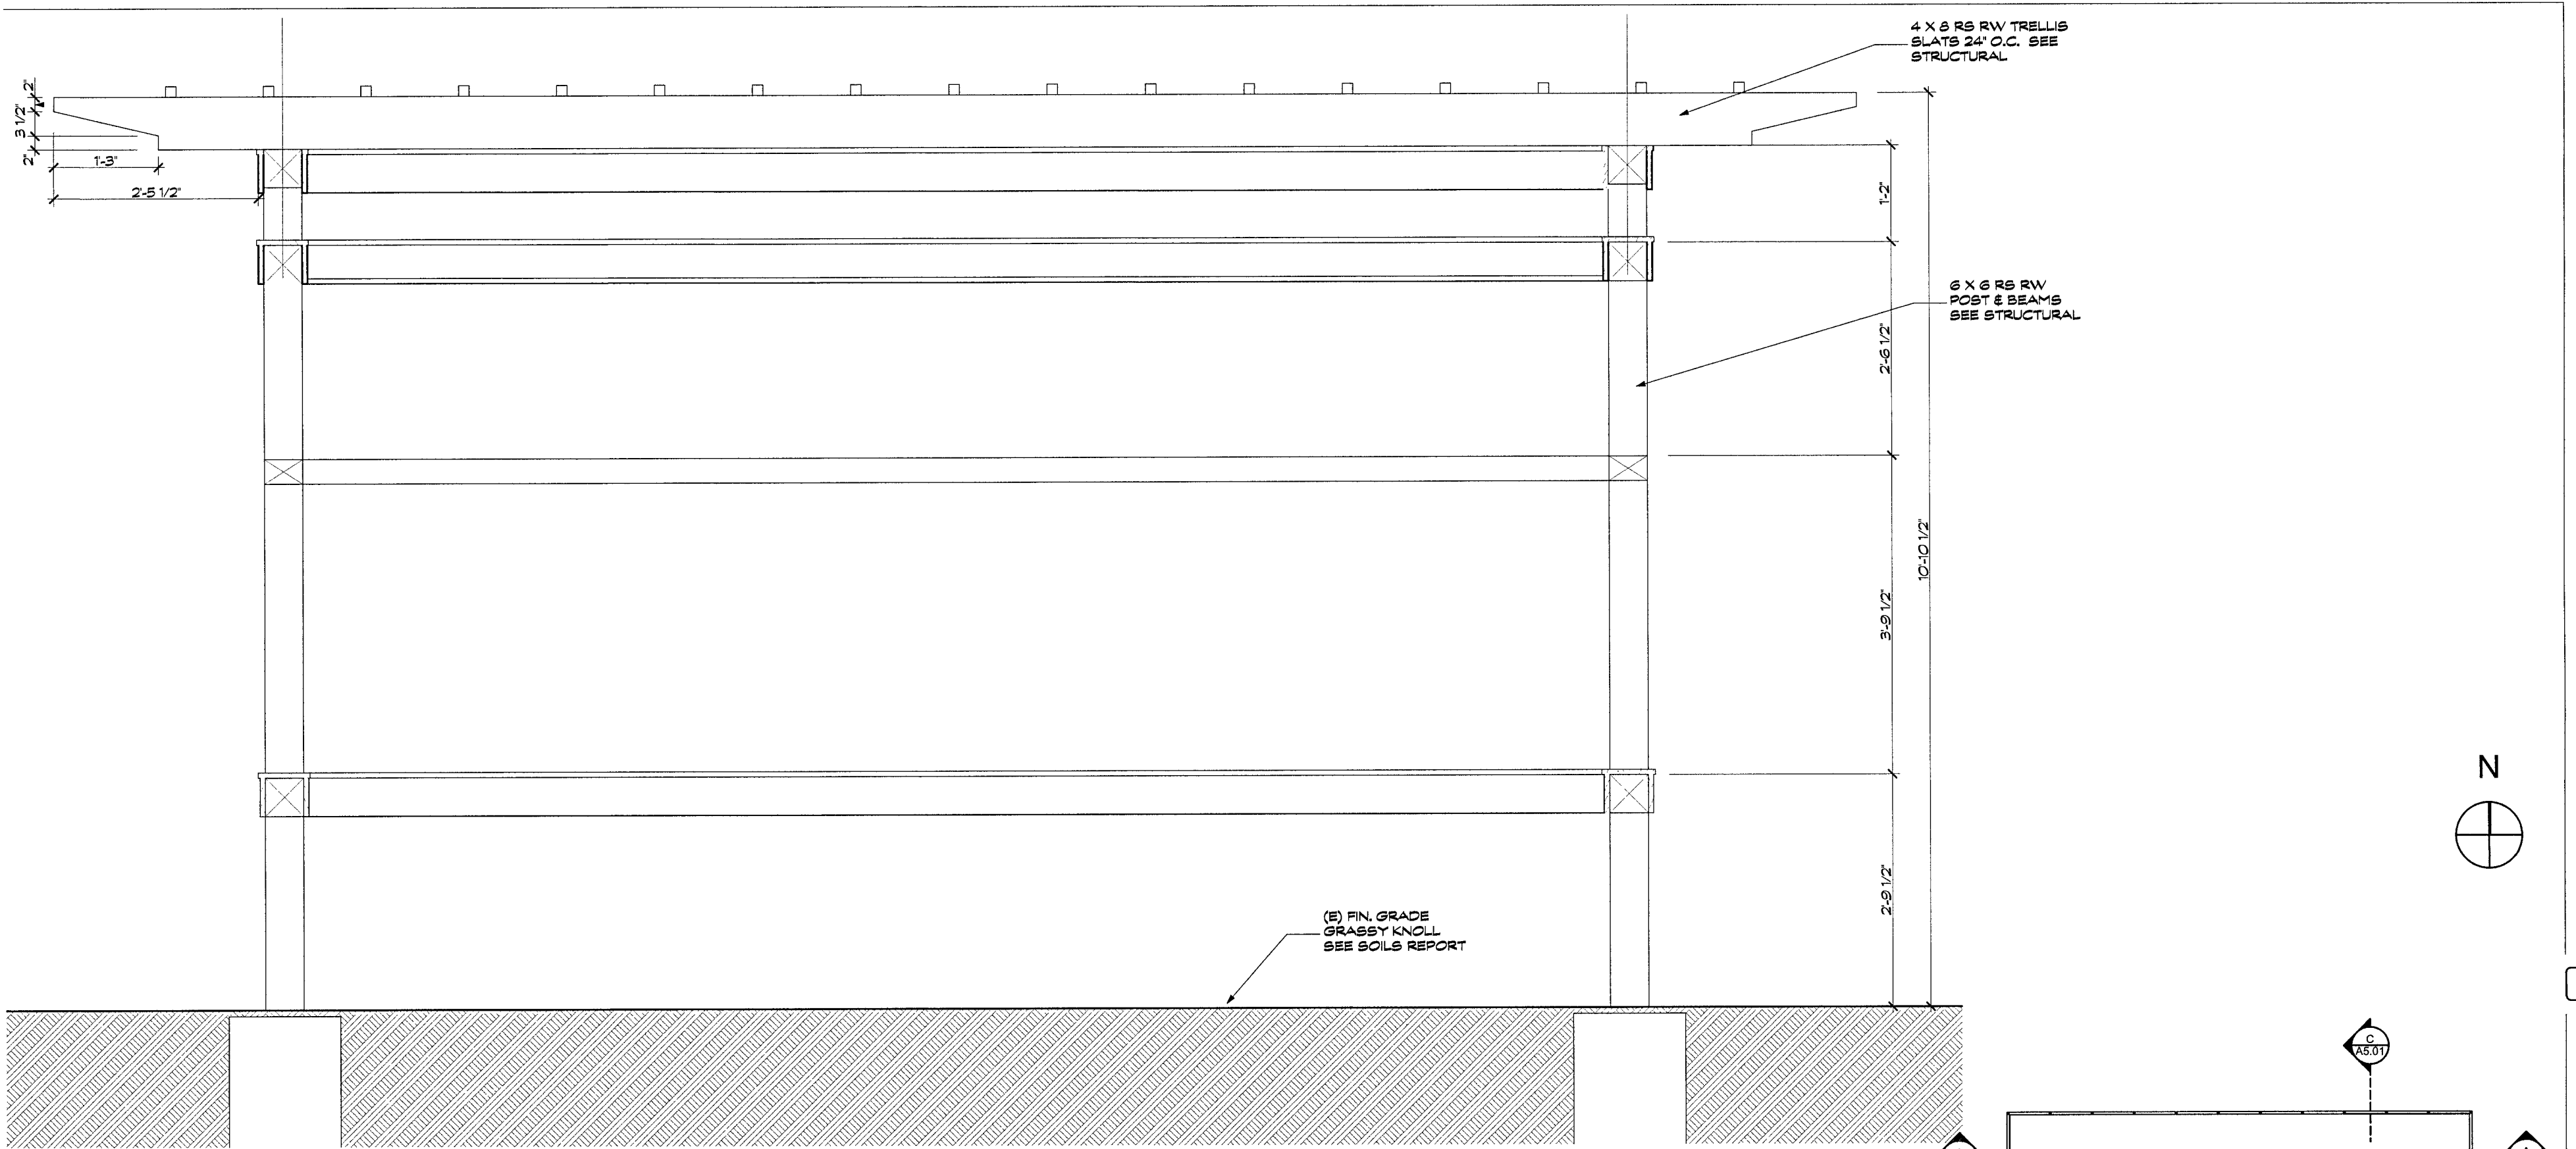 4 X 8 RS RW TRELLIS
SLATS 24" O.C. SEE
STRUCTURAL
2"
3 1/2"
2"
1'-3"
2'-5 1/2"
1'-2"
6 X 6 RS RW
POST & BEAMS
SEE STRUCTURAL
2'-6 1/2"
10'-10 1/2"
3'-9 1/2"
N
2'-9 1/2"
(E) FIN. GRADE
GRASSY KNOLL
SEE SOILS REPORT
C
A5.01